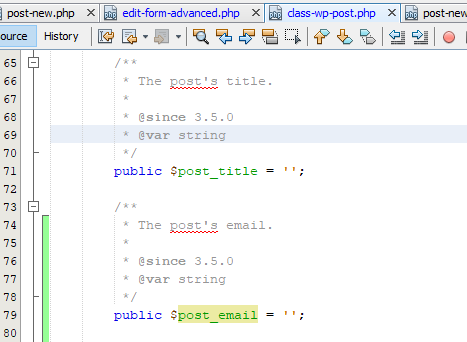 post-new.php edit-form-advanced.php class-wp-post.php post-new
ource History
65 /**
66 * The post's title.
67 *
68 * @since 3.5.0
69 * @var string
70 */
71 public $post_title = '';
72
73 /**
74 * The post's email.
75 *
76 * @since 3.5.0
77 * @var string
78 */
79 public $post_email = '';
80